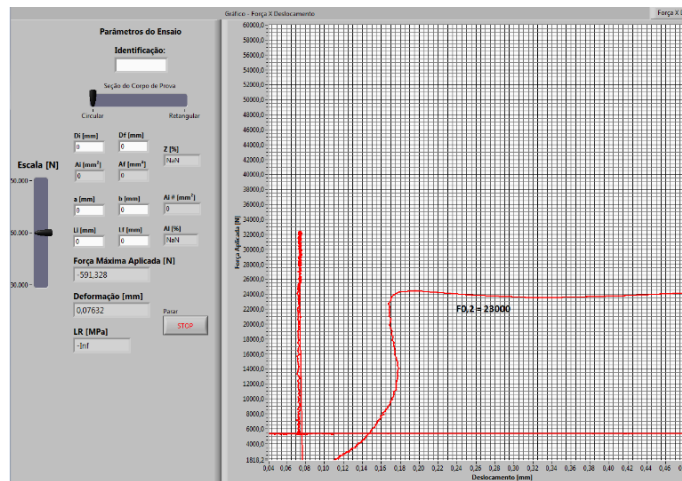 Gráfico - Força X Deslocamento
Força X D
Parâmetros do Ensaio
Identificação:
Seção do Corpo de Prova
Circular
Retangular
Di [mm]
Df [mm]
Z [%]
0
0
NaN
Escala [N]
Ai [mm²]
Af [mm²]
0
0
a [mm]
b [mm]
Ai # [mm²]
0
0
0
Li [mm]
Lf [mm]
Al [%]
0
0
NaN
Força Máxima Aplicada [N]
-591,328
Deformação [mm]
0,07632
Parar
STOP
LR [MPa]
-Inf
Força Aplicada [N]
60000,0
58000,0
56000,0
54000,0
52000,0
50000,0
48000,0
46000,0
44000,0
42000,0
40000,0
38000,0
36000,0
34000,0
32000,0
30000,0
28000,0
26000,0
24000,0
22000,0
20000,0
18000,0
16000,0
14000,0
12000,0
10000,0
8000,0
6000,0
4000,0
1818,2
F0,2 = 23000
0,04 0,06 0,08 0,10 0,12 0,14 0,16 0,18 0,20 0,22 0,24 0,26 0,28 0,30 0,32 0,34 0,36 0,38 0,40 0,42 0,44 0,46
Deslocamento [mm]